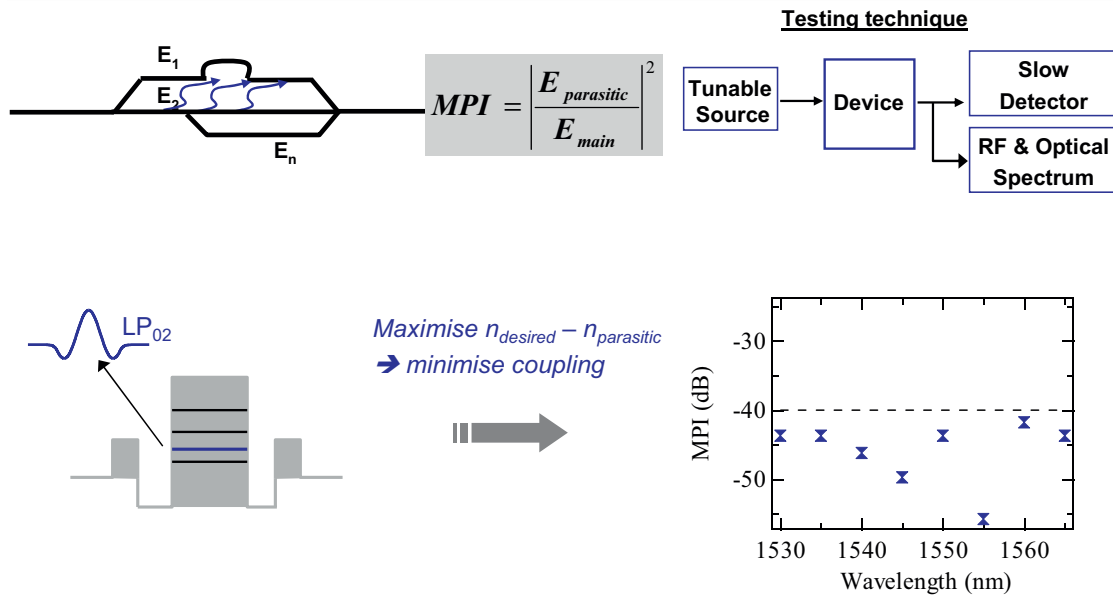 Testing technique
E1
E2
En
MPI = |Eparasitic / Emain|²
Tunable
Source
Device
Slow
Detector
RF & Optical
Spectrum
LP02
Maximise ndesired – nparasitic
➔ minimise coupling
MPI (dB)
-30
-40
-50
1530 1540 1550 1560
Wavelength (nm)